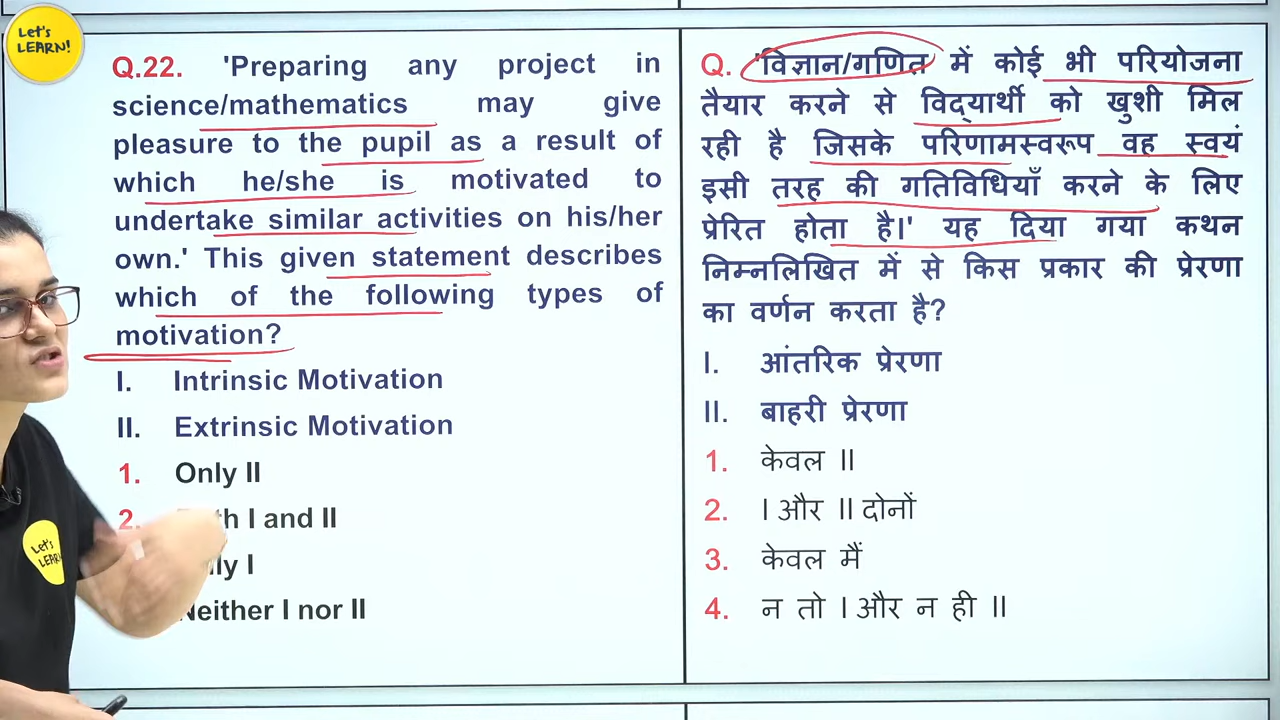 Let's
LEARN!
Q.22. 'Preparing any project in
science/mathematics may give
pleasure to the pupil as a result of
which he/she is motivated to
undertake similar activities on his/her
own.' This given statement describes
which of the following types of
motivation?
I. Intrinsic Motivation
II. Extrinsic Motivation
1. Only II
2. I and II
I
Neither I nor II
Q. 'विज्ञान/गणित में कोई भी परियोजना
तैयार करने से विद्यार्थी को खुशी मिल
रही है जिसके परिणामस्वरूप वह स्वयं
इसी तरह की गतिविधियाँ करने के लिए
प्रेरित होता है।' यह दिया गया कथन
निम्नलिखित में से किस प्रकार की प्रेरणा
का वर्णन करता है?
I. आंतरिक प्रेरणा
II. बाहरी प्रेरणा
1. केवल II
2. I और II दोनों
3. केवल मैं
4. न तो I और न ही II
Let's
LEARN!